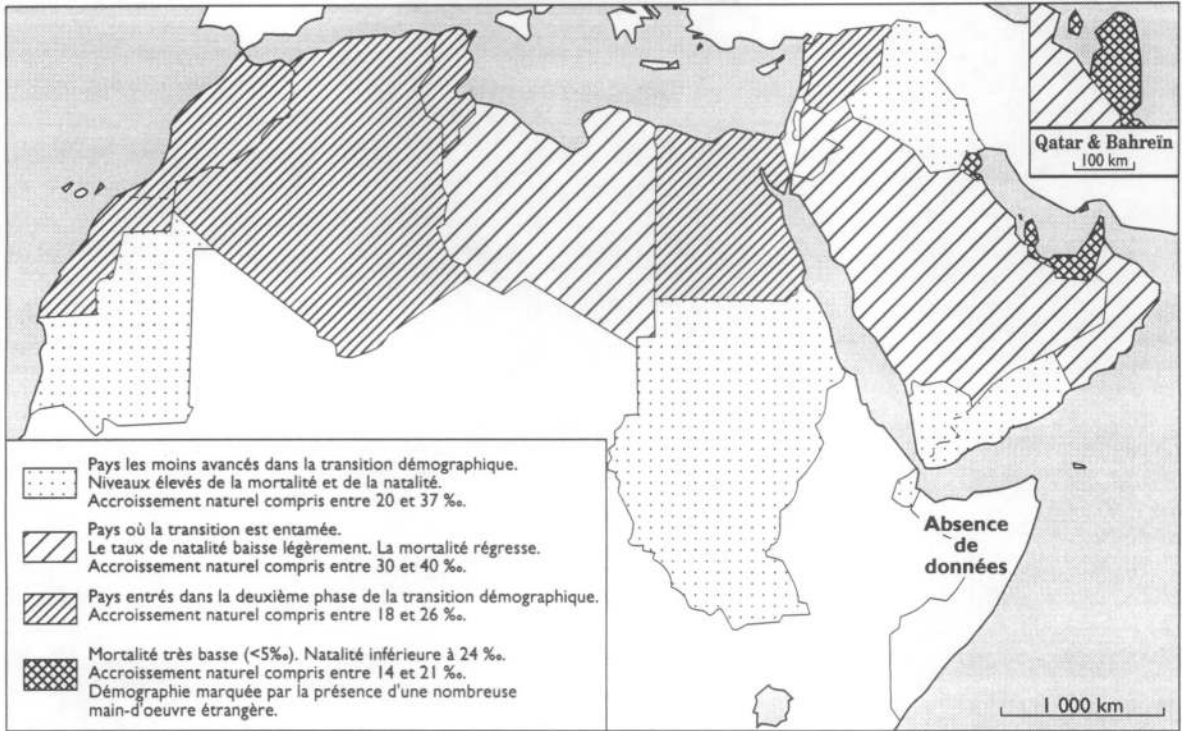 Qatar & Bahreïn
100 km
Pays les moins avancés dans la transition démographique.
Niveaux élevés de la mortalité et de la natalité.
Accroissement naturel compris entre 20 et 37 ‰.
Pays où la transition est entamée.
Le taux de natalité baisse légèrement. La mortalité régresse.
Accroissement naturel compris entre 30 et 40 ‰.
Pays entrés dans la deuxième phase de la transition démographique.
Accroissement naturel compris entre 18 et 26 ‰.
Mortalité très basse (<5‰). Natalité inférieure à 24 ‰.
Accroissement naturel compris entre 14 et 21 ‰.
Démographie marquée par la présence d'une nombreuse
main-d'oeuvre étrangère.
Absence
de
données
1 000 km